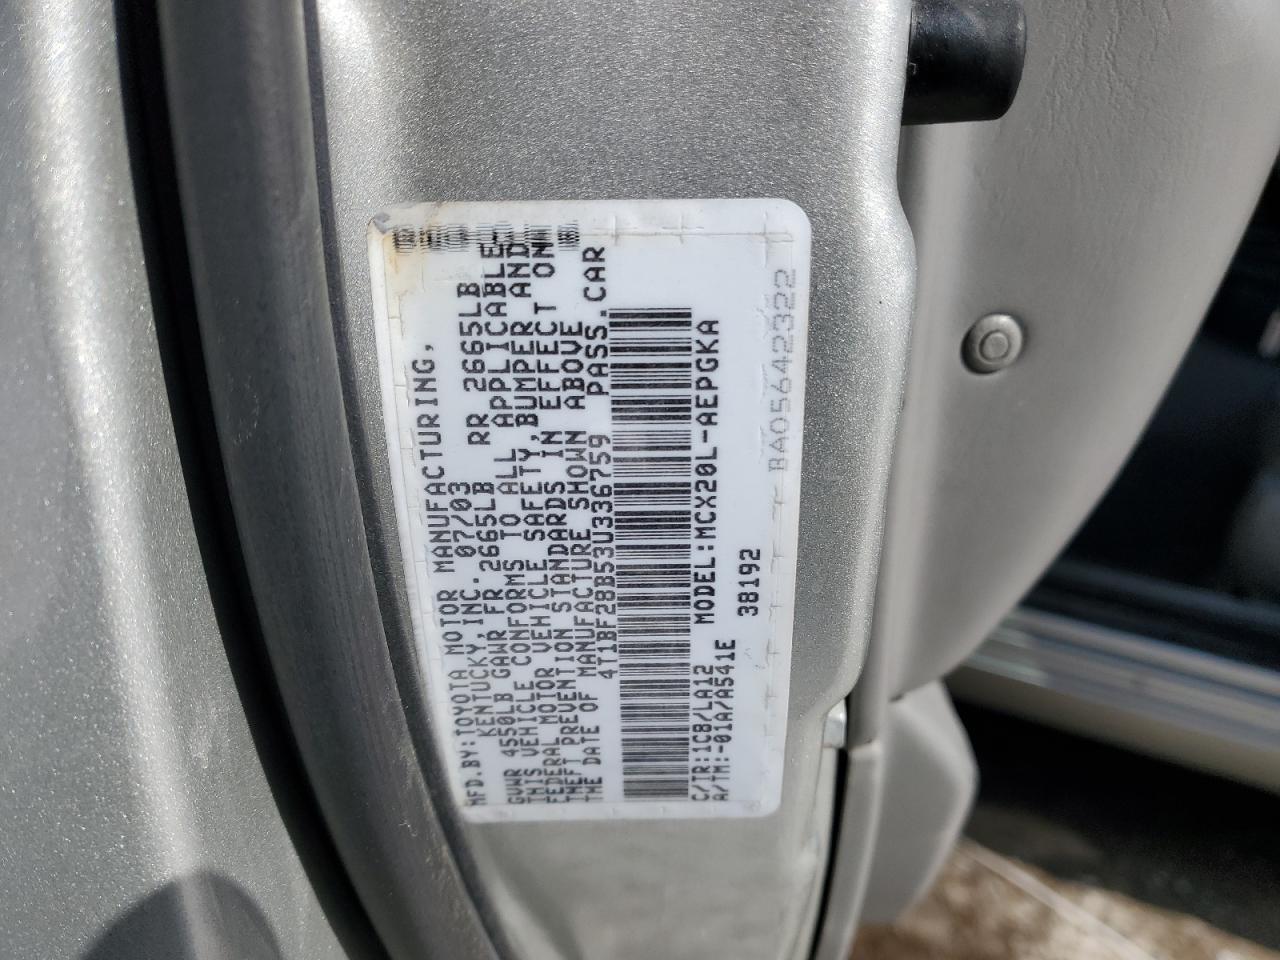 MFD.BY:TOYOTA MOTOR MANUFACTURING,
KENTUCKY,INC. 07/03
GVWR 4550LB GAWR FR 2665LB RR 2665LB
THIS VEHICLE CONFORMS TO ALL APPLICABLE
FEDERAL MOTOR VEHICLE SAFETY,BUMPER AND
THEFT PREVENTION STANDARDS IN EFFECT ON
THE DATE OF MANUFACTURE SHOWN ABOVE
4T1BF28B53U336759 PASS.CAR
C/TR:1C8/LA12 MODEL:MCX20L-AEPGKA
A/TM:-01A/A541E
38192
BA05642322